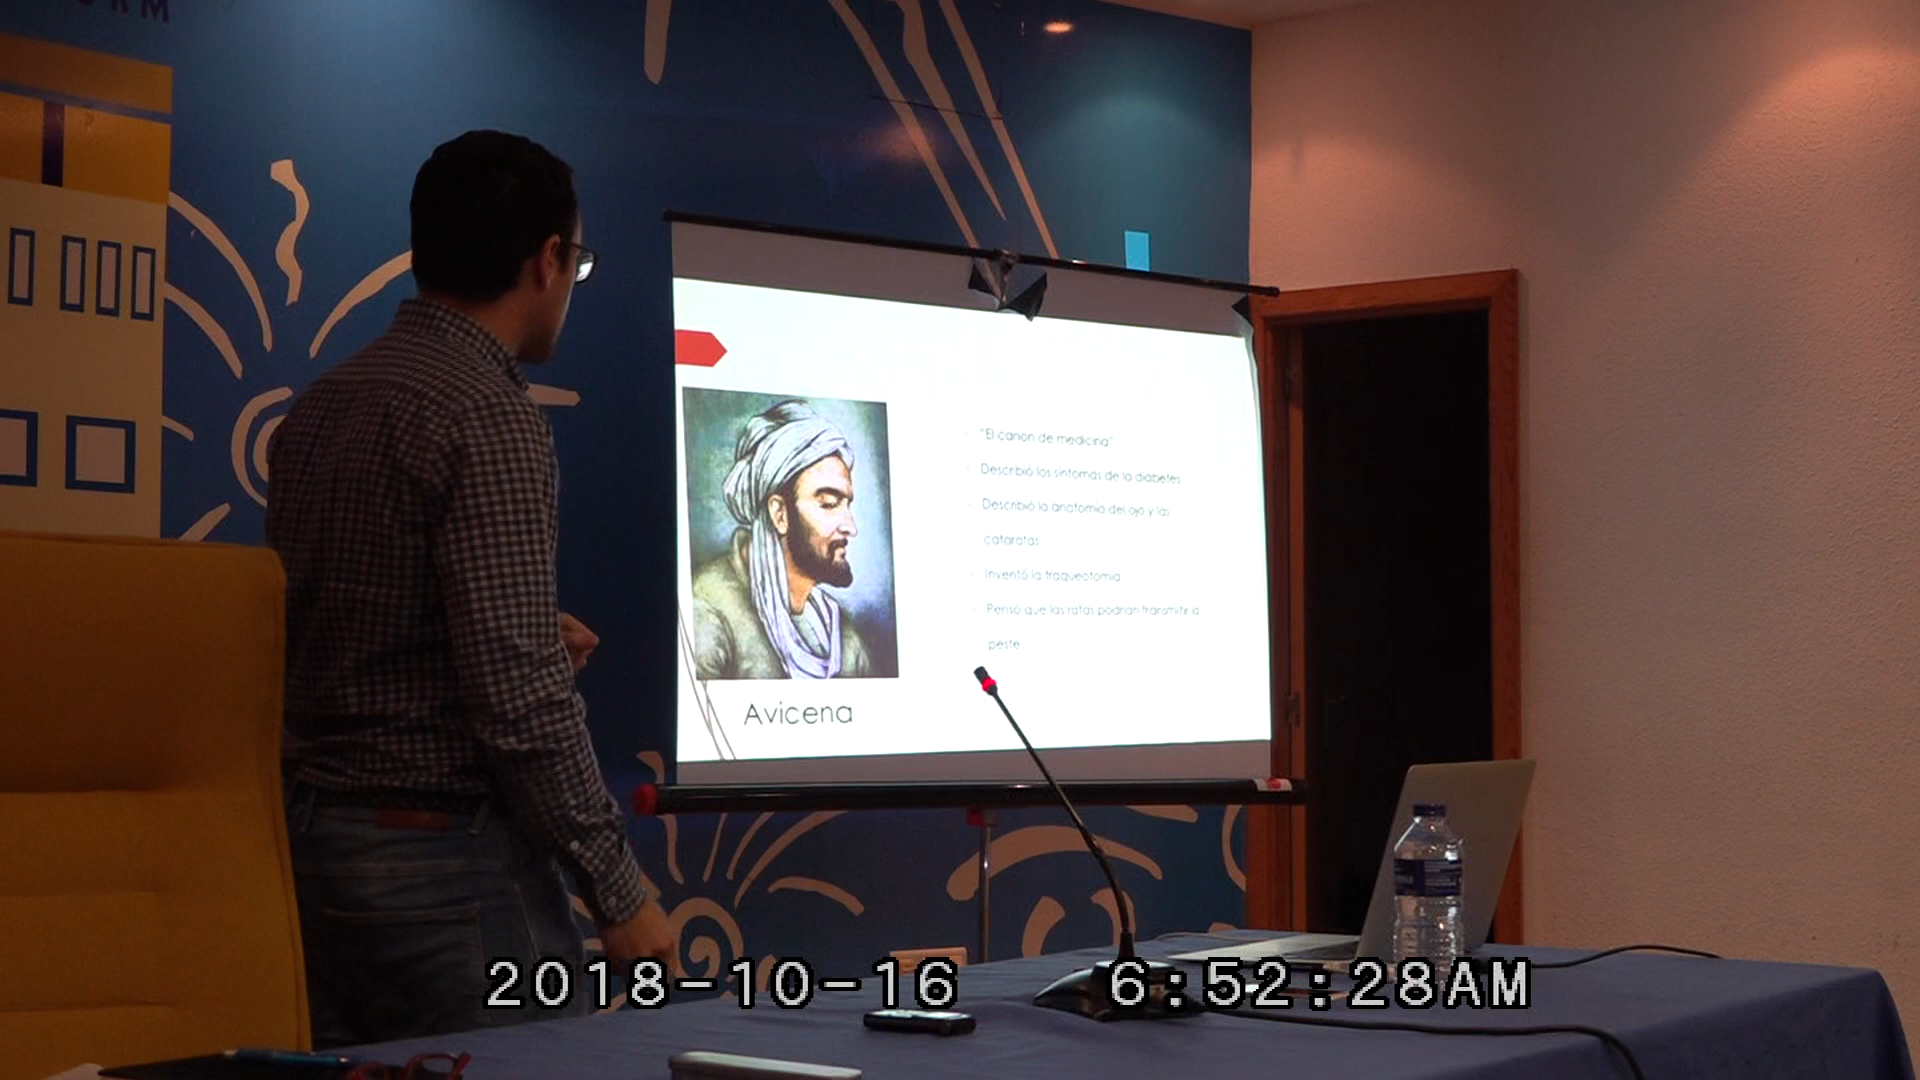 "El canon de medicina"
Describió los síntomas de la diabetes
Describió la anatomía del ojo y las
cataratas
Inventó la traqueotomía
Pensó que las ratas podrían transmitir la
peste
Avicena
2018-10-16 6:52:28AM